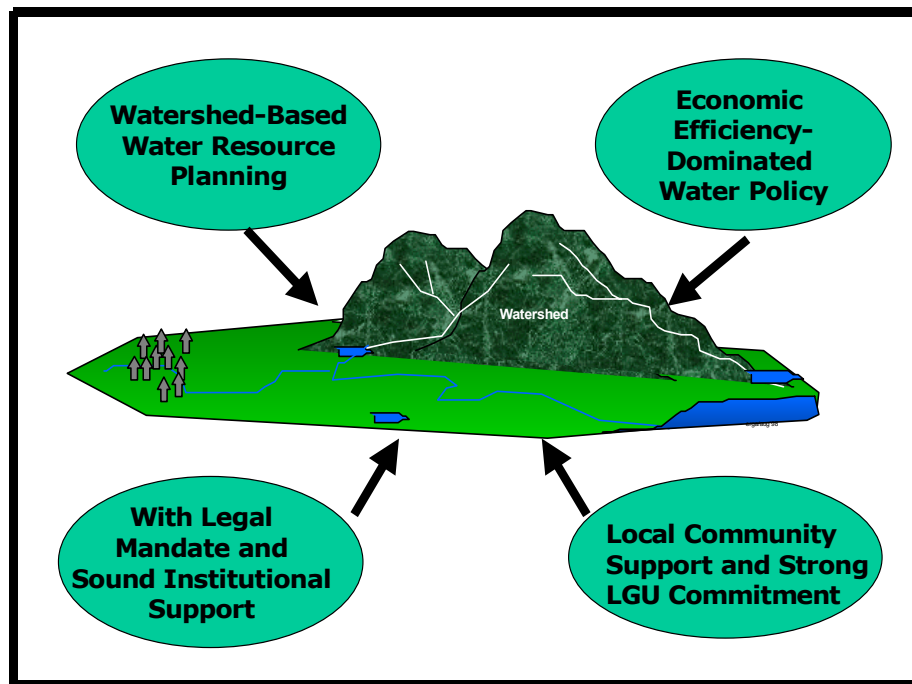 Watershed-Based
Water Resource
Planning
Economic
Efficiency-
Dominated
Water Policy
Watershed
With Legal
Mandate and
Sound Institutional
Support
Local Community
Support and Strong
LGU Commitment